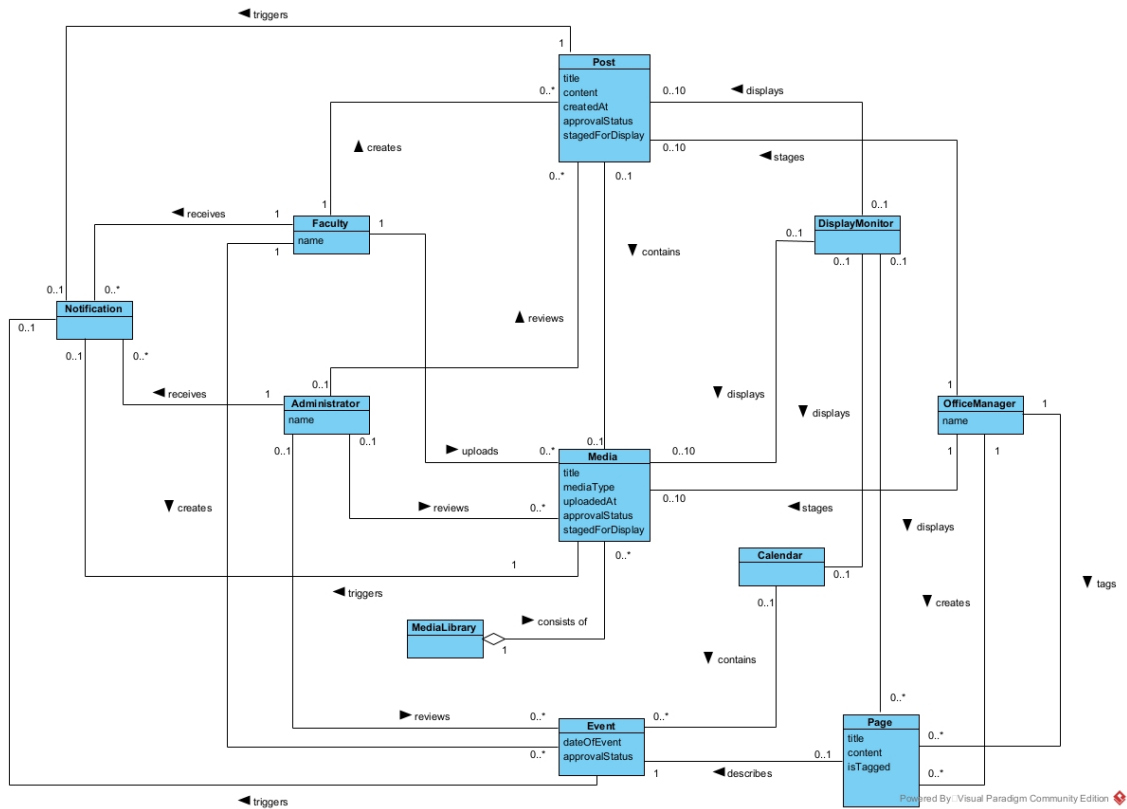 ◄ triggers
1
Post
title
content
createdAt
approvalStatus
stagedForDisplay
0..*
0..10
◄ displays
0..10
◄ stages
▲ creates
0..*
0..1
1
◄ receives
1
Faculty
name
1
1
0..1
DisplayMonitor
0..1
0..1
0..1
▼ contains
0..1
0..*
Notification
0..1
0..1
0..*
▲ reviews
0..1
◄ receives
1
Administrator
name
0..1
0..1
▼ displays
▼ displays
1
OfficeManager
name
1
1
1
0..1
► uploads
0..*
Media
title
mediaType
uploadedAt
approvalStatus
stagedForDisplay
0..10
0..10
◄ stages
▼ creates
► reviews
0..*
▼ displays
0..*
1
Calendar
0..1
0..1
◄ triggers
▼ creates
▼ tags
MediaLibrary
1
► consists of
▼ contains
0..*
► reviews
0..*
Event
dateOfEvent
approvalStatus
0..*
0..*
1
◄ describes
0..1
Page
title
content
isTagged
0..*
0..*
◄ triggers
Powered By Visual Paradigm Community Edition